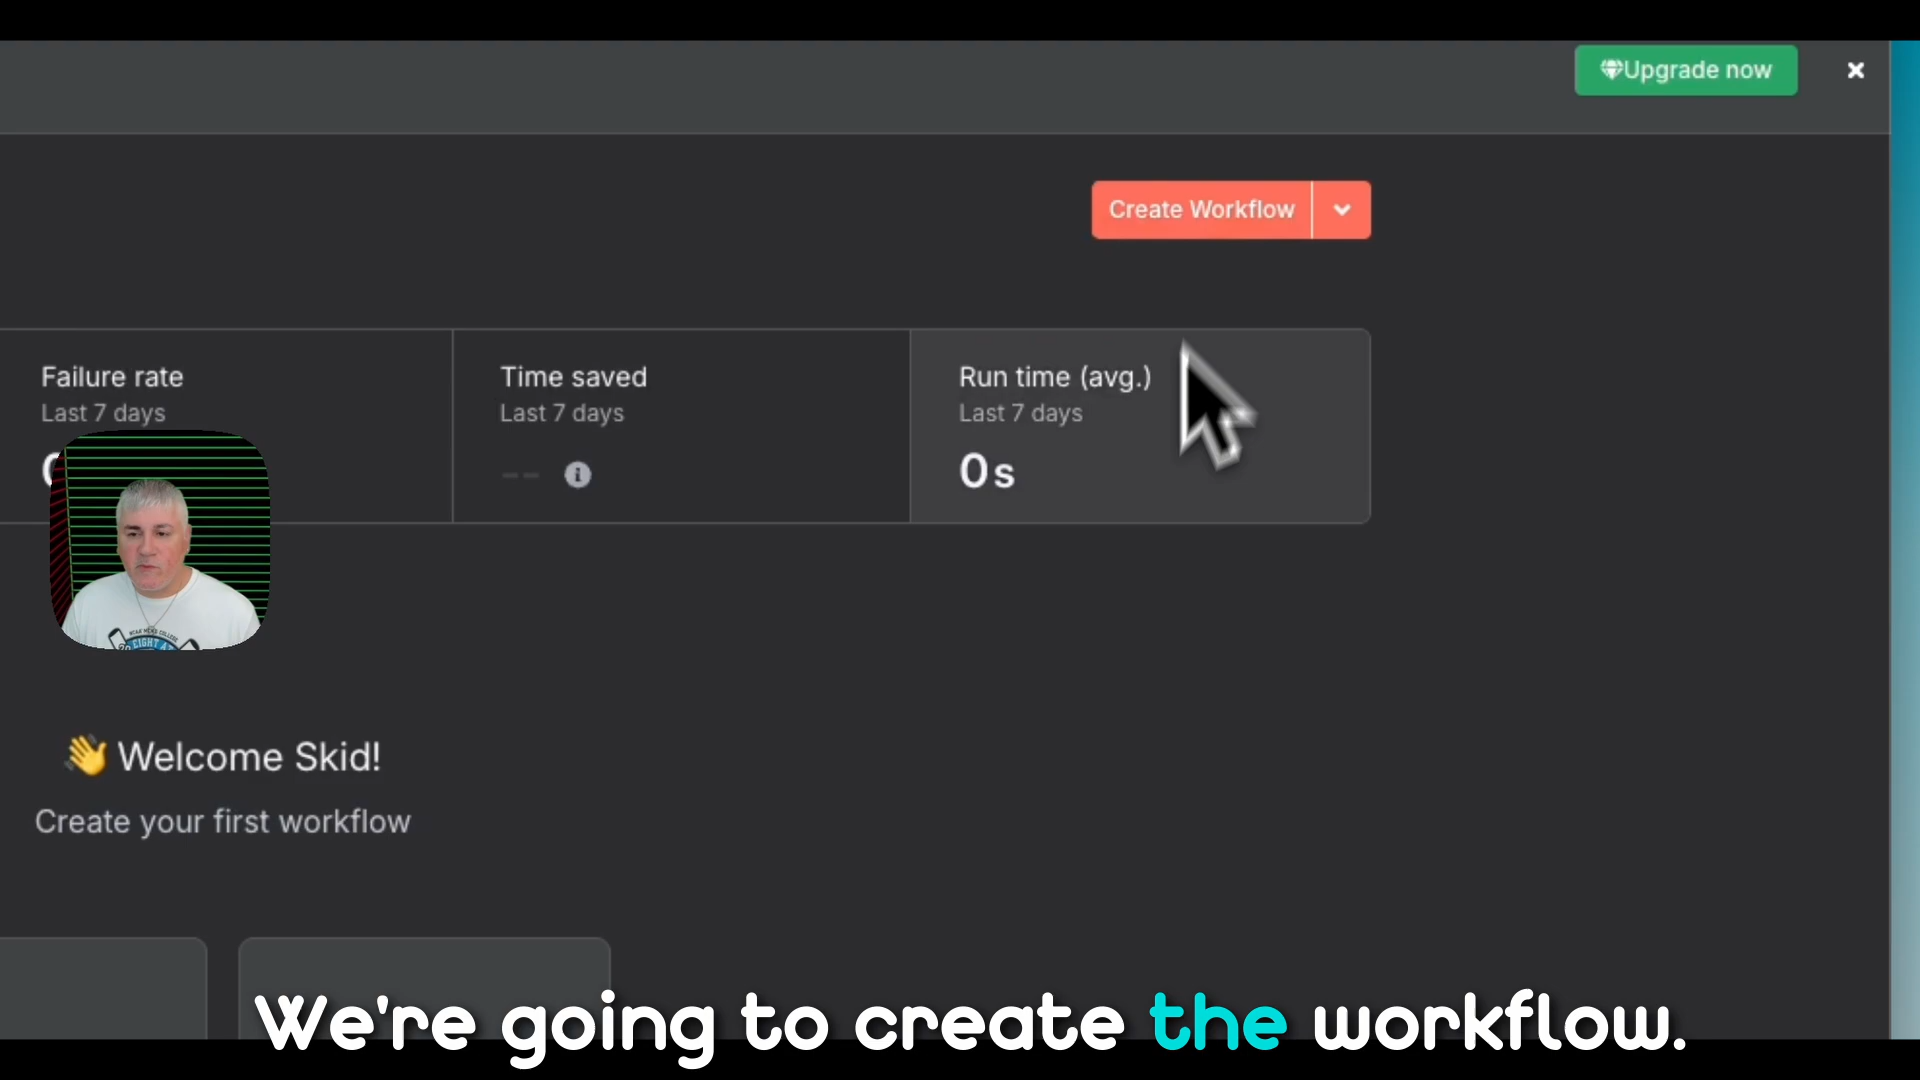 Upgrade now
Create Workflow
Failure rate
Last 7 days
Time saved
Last 7 days
--
Run time (avg.)
Last 7 days
0s
👋 Welcome Skid!
Create your first workflow
We're going to create the workflow.